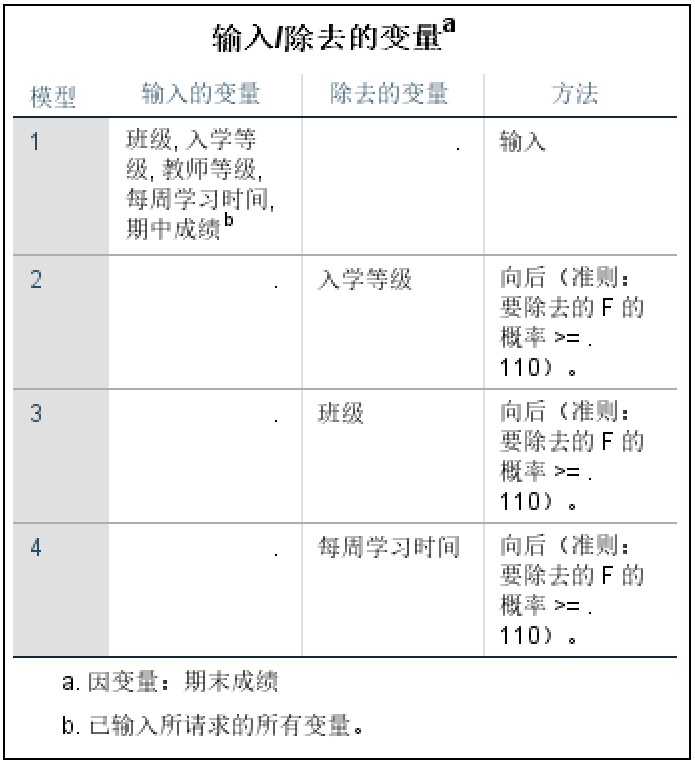 输入/除去的变量a
模型 输入的变量 除去的变量 方法
1 班级, 入学等 . 输入
级, 教师等级,
每周学习时间,
期中成绩b
2 . 入学等级 向后（准则：
要除去的 F 的
概率 >= .
110）。
3 . 班级 向后（准则：
要除去的 F 的
概率 >= .
110）。
4 . 每周学习时间 向后（准则：
要除去的 F 的
概率 >= .
110）。
a. 因变量：期末成绩
b. 已输入所请求的所有变量。